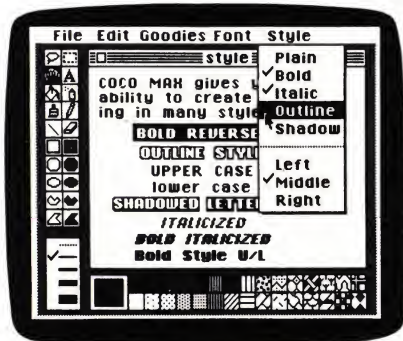 File Edit Goodies Font Style
style
Plain
Bold
Italic
Outline
Shadow
Left
Middle
Right
A
COCO MAX gives
ability to create
ing in many style
BOLD REVERSE
OUTLINE STYL
UPPER CASE
lower case
SHADOWED LETTE
ITALICIZED
BOLD ITALICIZED
Bold Style U/L